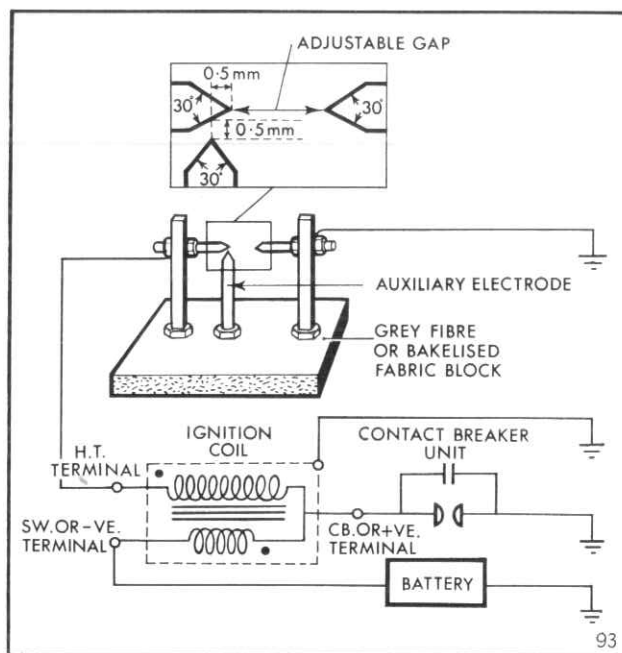 ADJUSTABLE GAP
0·5mm
30°
30°
0·5mm
30°
AUXILIARY ELECTRODE
GREY FIBRE
OR BAKELISED
FABRIC BLOCK
IGNITION
COIL
CONTACT BREAKER
UNIT
H.T.
TERMINAL
SW.OR-VE.
TERMINAL
CB.OR+VE.
TERMINAL
BATTERY
93